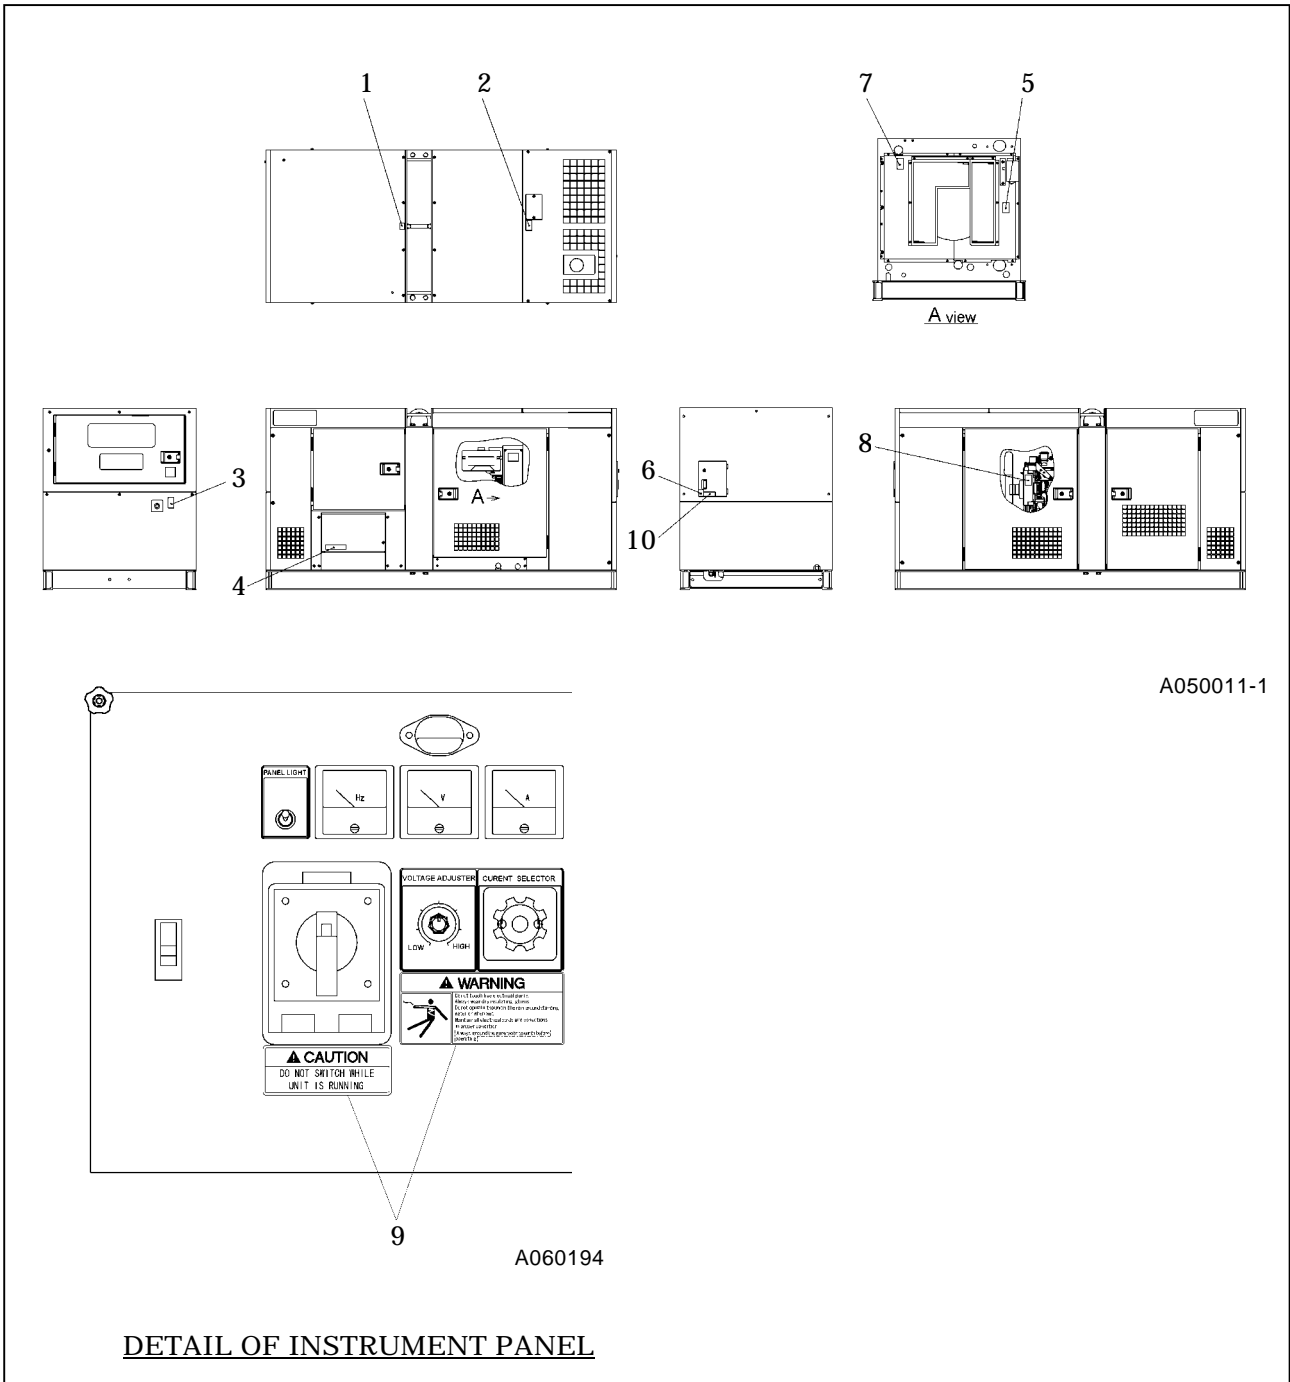 1 2 7 5
A view
3 A 6 8
10
4
A050011-1
PANEL LIGHT
Hz V A
VOLTAGE ADJUSTER CURENT SELECTOR
LOW HIGH
WARNING
CAUTION
DO NOT SWITCH WHILE
UNIT IS RUNNING
9
A060194
DETAIL OF INSTRUMENT PANEL